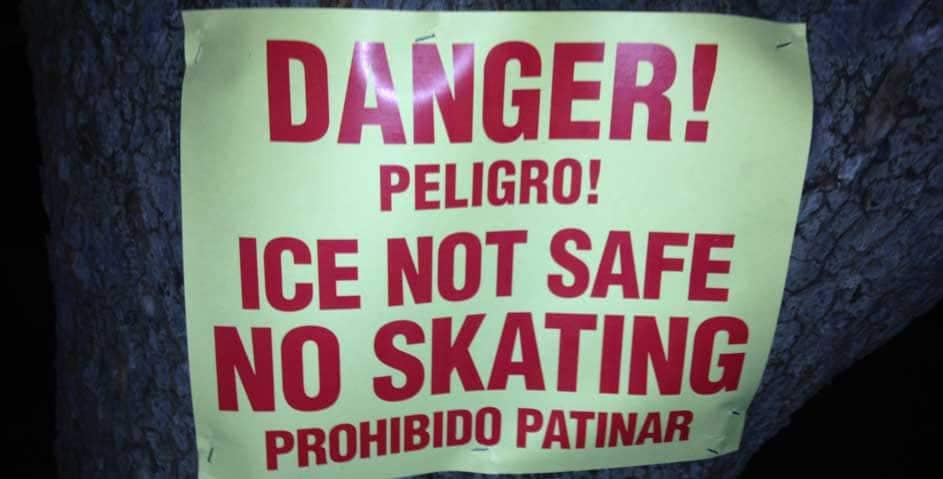 DANGER!
PELIGRO!
ICE NOT SAFE
NO SKATING
PROHIBIDO PATINAR